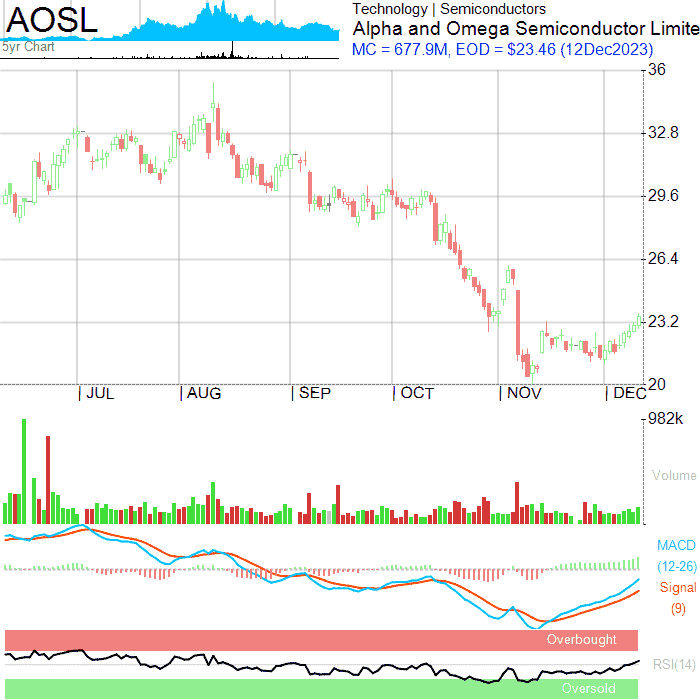 AOSL
5yr Chart
Technology | Semiconductors
Alpha and Omega Semiconductor Limite
MC = 677.9M, EOD = $23.46 (12Dec2023)
36
32.8
29.6
26.4
23.2
20
| JUL | AUG | SEP | OCT | NOV | DEC
982k
Volume
MACD
(12-26)
Signal
(9)
Overbought
RSI(14)
Oversold